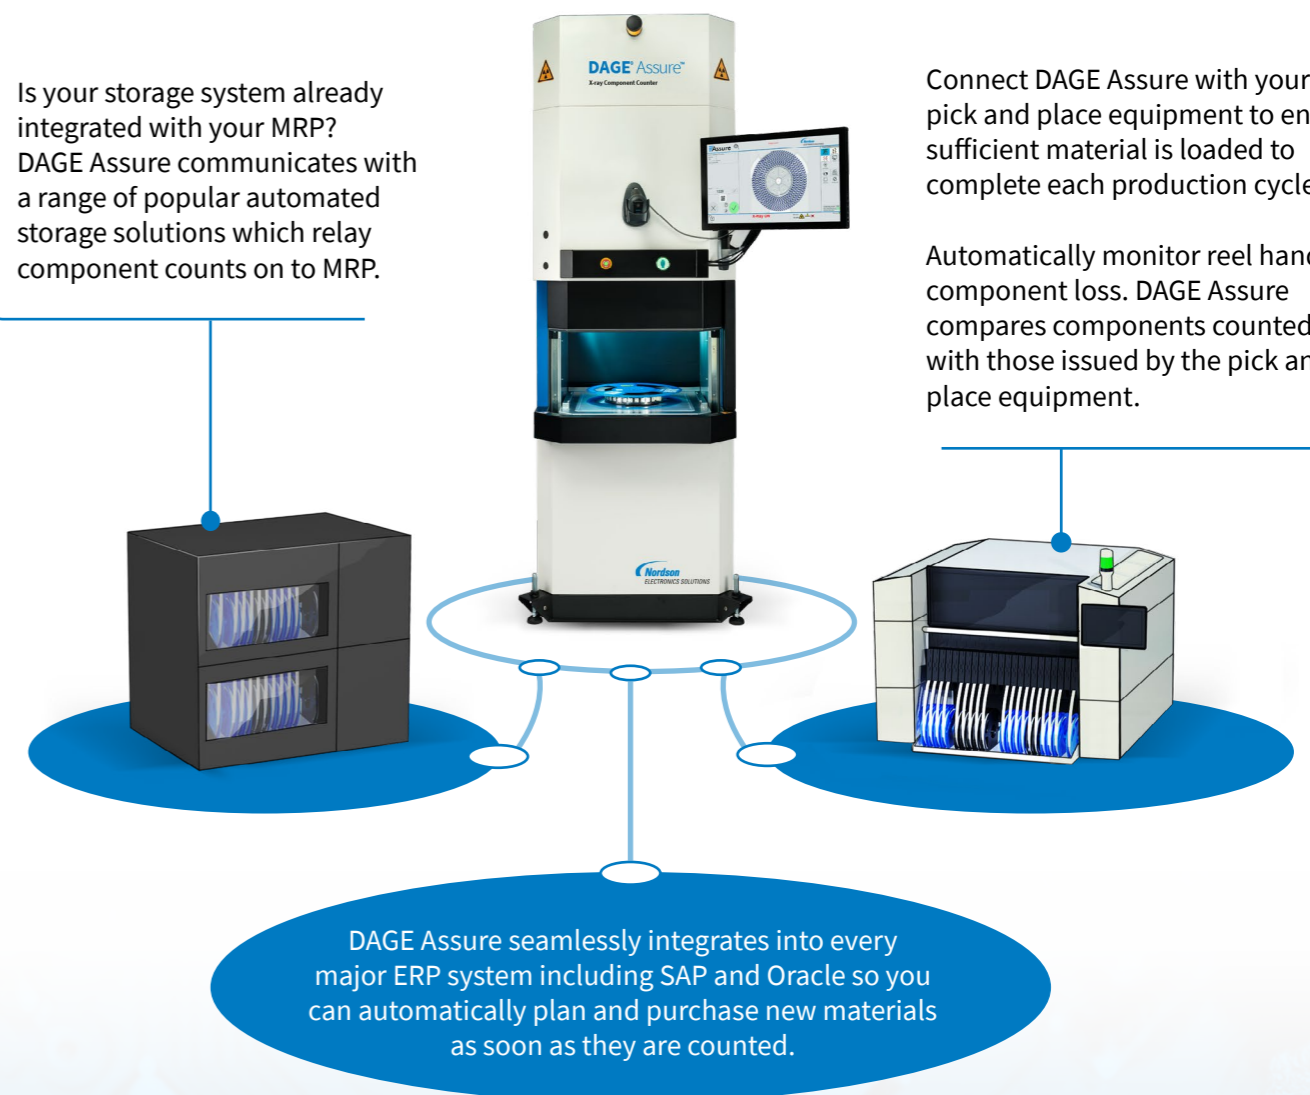 DAGE® Assure™
X-ray Component Counter
Is your storage system already
integrated with your MRP?
DAGE Assure communicates with
a range of popular automated
storage solutions which relay
component counts on to MRP.
Connect DAGE Assure with your
pick and place equipment to en
sufficient material is loaded to
complete each production cycle
Automatically monitor reel hand
component loss. DAGE Assure
compares components counted
with those issued by the pick an
place equipment.
Assure
Nordson
Nordson
ELECTRONICS SOLUTIONS
DAGE Assure seamlessly integrates into every
major ERP system including SAP and Oracle so you
can automatically plan and purchase new materials
as soon as they are counted.